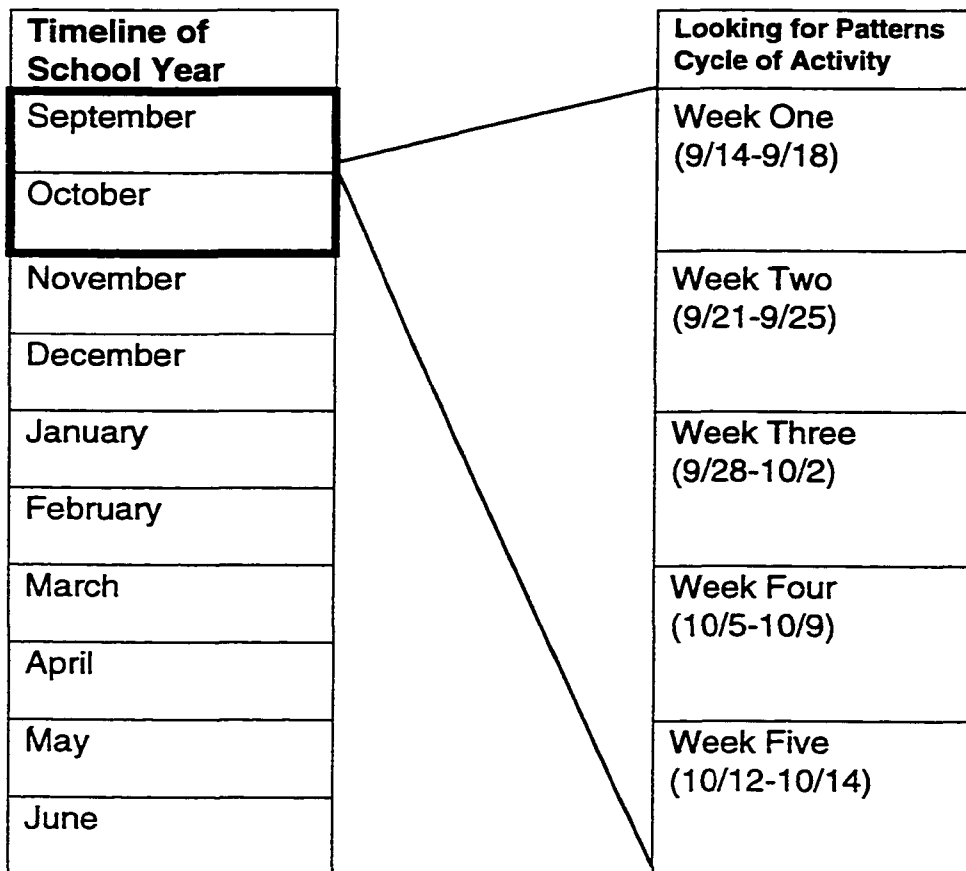 Timeline of
School Year
September
October
November
December
January
February
March
April
May
June
Looking for Patterns
Cycle of Activity
Week One
(9/14-9/18)
Week Two
(9/21-9/25)
Week Three
(9/28-10/2)
Week Four
(10/5-10/9)
Week Five
(10/12-10/14)